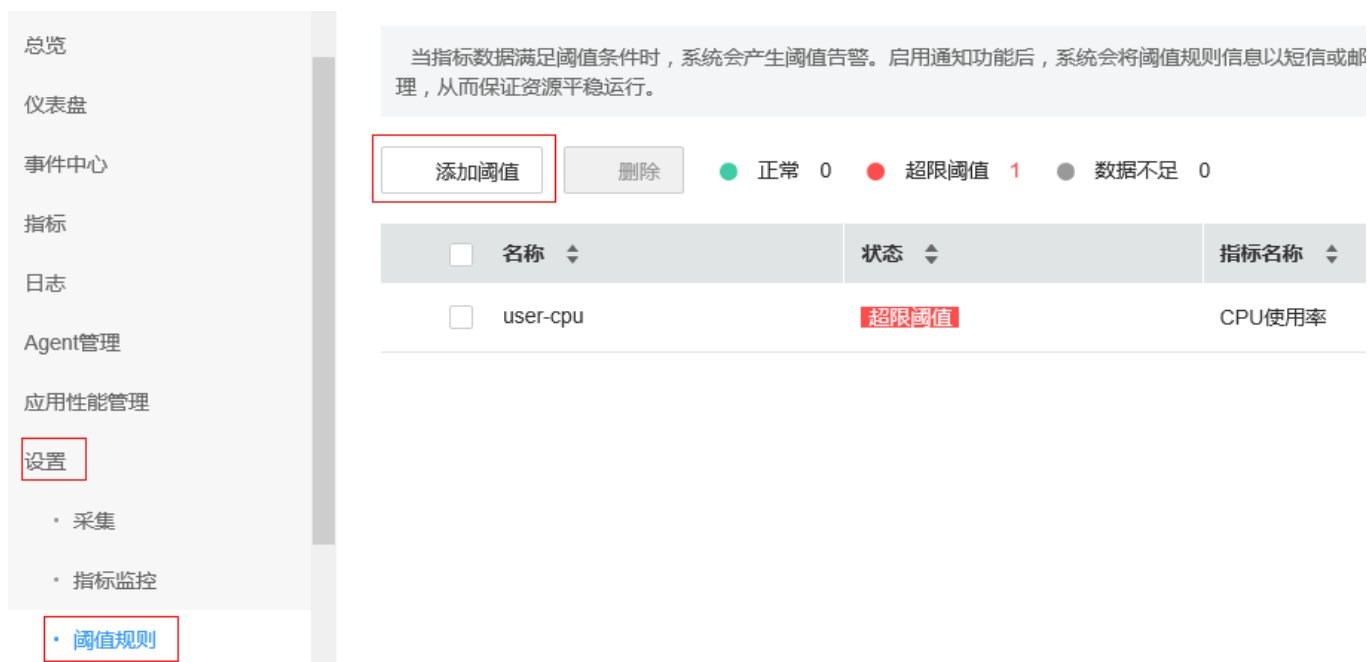 总览
仪表盘
事件中心
指标
日志
Agent管理
应用性能管理
设置
· 采集
· 指标监控
· 阈值规则
当指标数据满足阈值条件时，系统会产生阈值告警。启用通知功能后，系统会将阈值规则信息以短信或邮
理，从而保证资源平稳运行。
添加阈值 删除 正常 0 超限阈值 1 数据不足 0
名称 状态 指标名称
user-cpu 超限阈值 CPU使用率